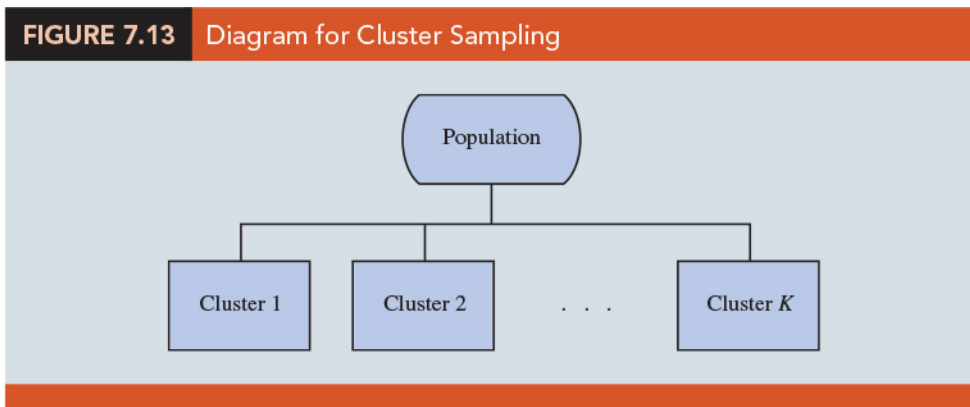 FIGURE 7.13 Diagram for Cluster Sampling
Population
Cluster 1 Cluster 2 . . . Cluster K